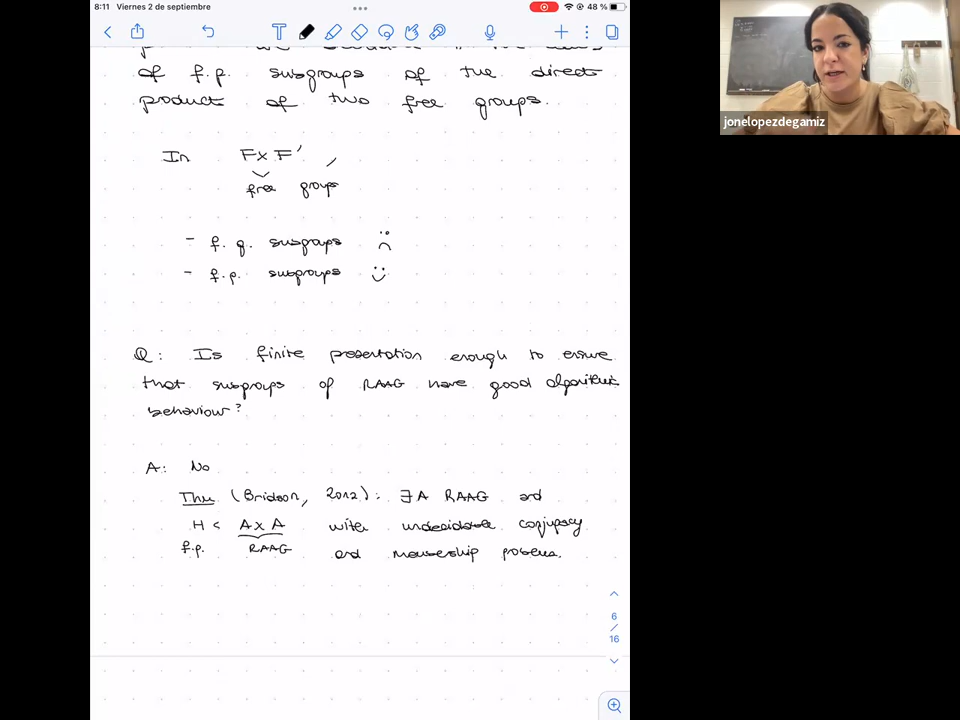 8:11 Viernes 2 de septiembre
48 %
of f.p. subgroups of the direct
product of two free groups.
In F x F' ,
free groups
- f. g. subgroups
- f.p. subgroups
Q: Is finite presentation enough to ensure
that subgroups of RAAG have good algorithmic
behaviour?
A: No
Thm (Bridson, 2012): ∃ A RAAG and
H < A x A with undecidable conjugacy
f.p. RAAG and membership problems.
jonelopezdegamiz
6
/
16